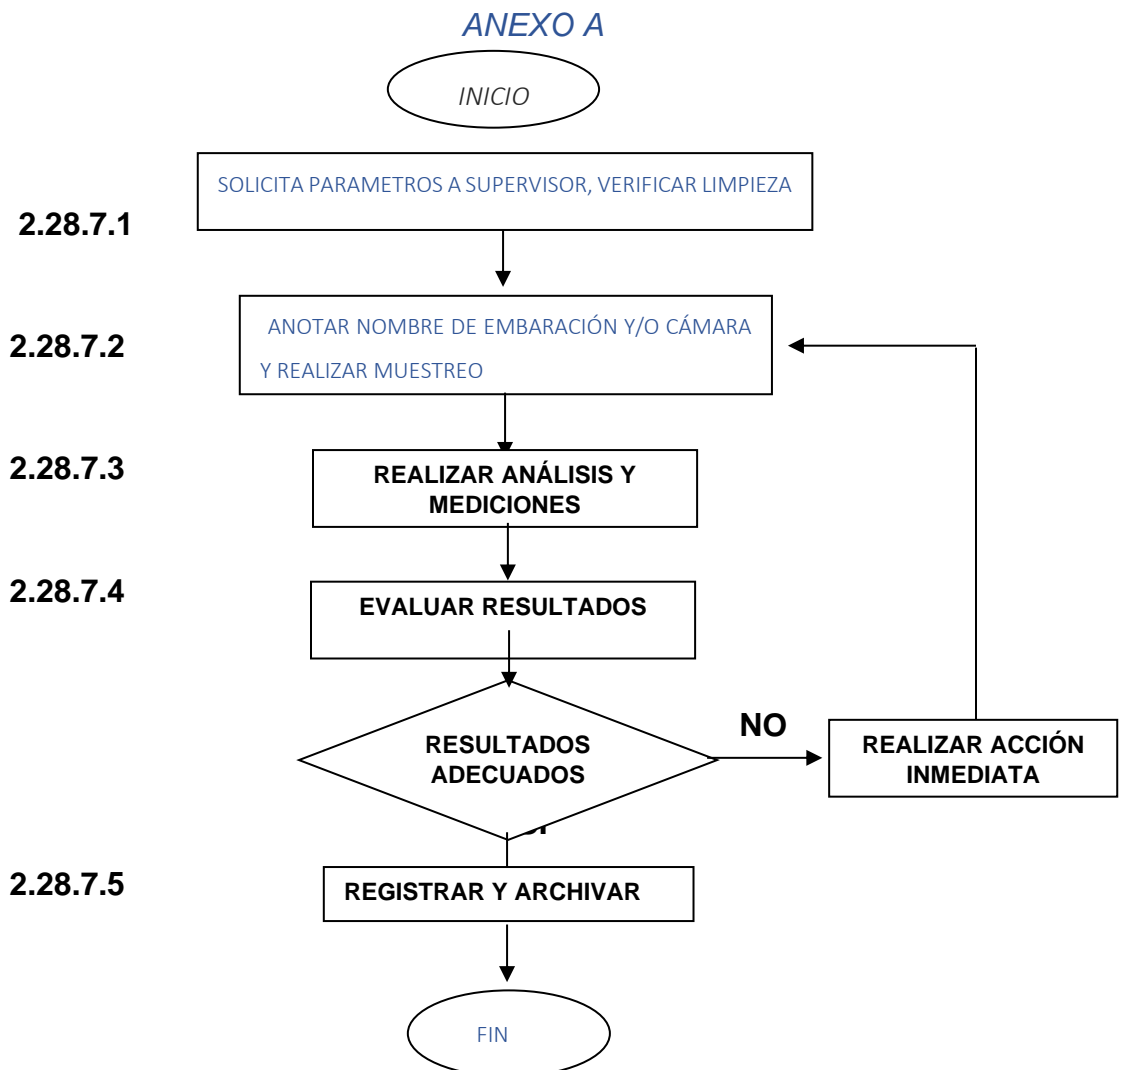 ANEXO A
INICIO
SOLICITA PARAMETROS A SUPERVISOR, VERIFICAR LIMPIEZA
2.28.7.1
ANOTAR NOMBRE DE EMBARACIÓN Y/O CÁMARA
2.28.7.2
Y REALIZAR MUESTREO
2.28.7.3
REALIZAR ANÁLISIS Y
MEDICIONES
2.28.7.4
EVALUAR RESULTADOS
NO
RESULTADOS
ADECUADOS
REALIZAR ACCIÓN
INMEDIATA
2.28.7.5
REGISTRAR Y ARCHIVAR
FIN